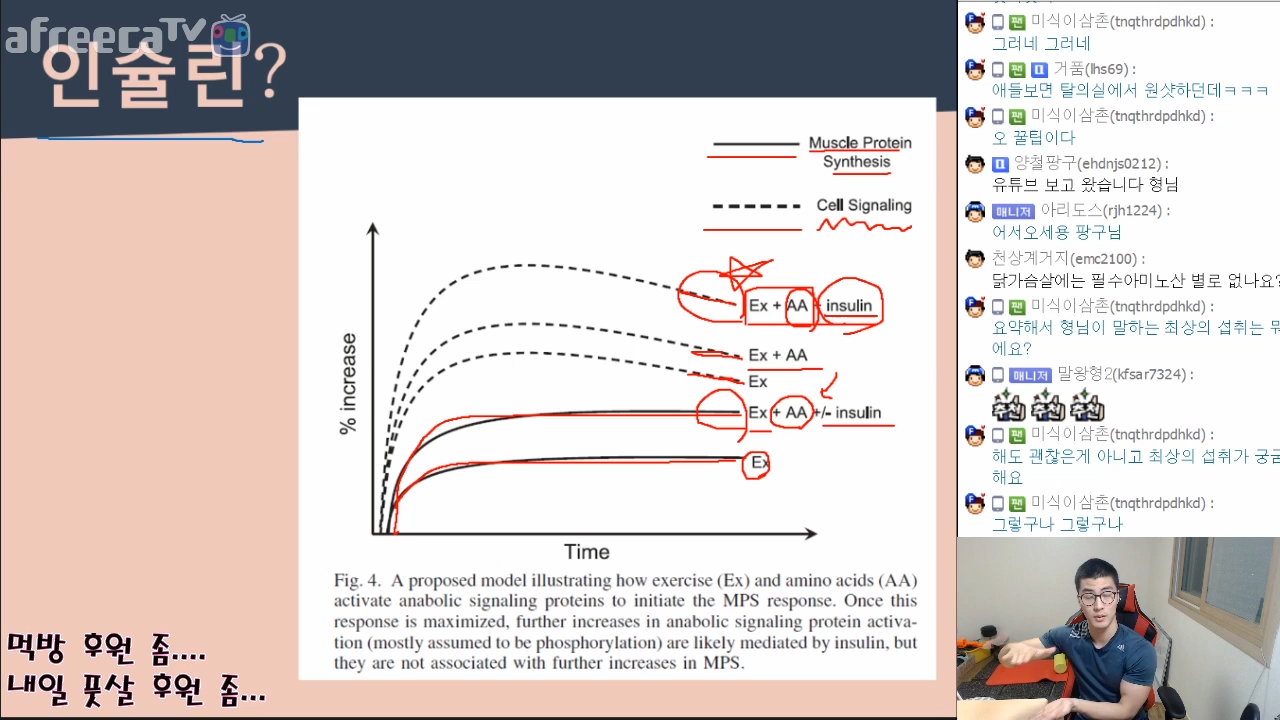 afreecaTV
인슐린?
Muscle Protein
Synthesis
Cell Signaling
Ex + AA + insulin
Ex + AA
Ex
Ex + AA +/- insulin
Ex
% increase
Time
Fig. 4. A proposed model illustrating how exercise (Ex) and amino acids (AA)
activate anabolic signaling proteins to initiate the MPS response. Once this
response is maximized, further increases in anabolic signaling protein activa-
tion (mostly assumed to be phosphorylation) are likely mediated by insulin, but
they are not associated with further increases in MPS.
먹방 후원 좀....
내일 풋살 후원 좀...
팬 미식이삼촌(tnqthrdpdhkd) :
그러네 그러네
팬 거품(lhs69) :
애들보면 탈의실에서 원샷하던데ㅋㅋㅋ
팬 미식이삼촌(tnqthrdpdhkd) :
오 꿀팁이다
양철팡구(ehdnjs0212) :
유튜브 보고 왔습니다 형님
매니저 아리도스(rjh1224) :
어서오세용 팡구님
천상계거지(emc2100) :
닭가슴살에는 필수아미노산 별로 없나요?
팬 미식이삼촌(tnqthrdpdhkd) :
요약해서 형님이 말하는 최상의 섭취는 뭐
에요?
매니저 말왕형2(kfsar7324) :
추천 추천 추천
팬 미식이삼촌(tnqthrdpdhkd) :
해도 괜찮은게 아니고 최상의 섭취가 궁금
해요
팬 미식이삼촌(tnqthrdpdhkd) :
그렇구나 그렇구나